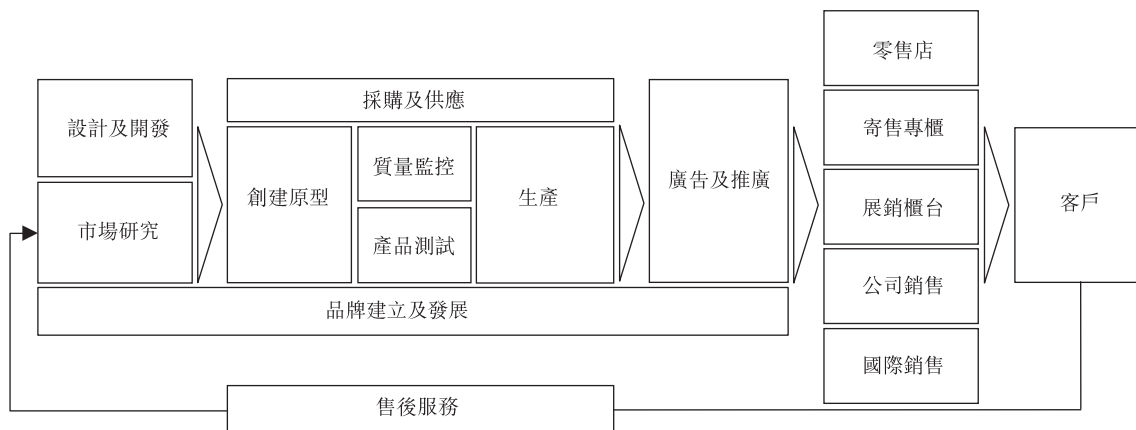 設計及開發
市場研究
採購及供應
創建原型
質量監控
產品測試
生產
廣告及推廣
品牌建立及發展
零售店
寄售專櫃
展銷櫃台
公司銷售
國際銷售
客戶
售後服務